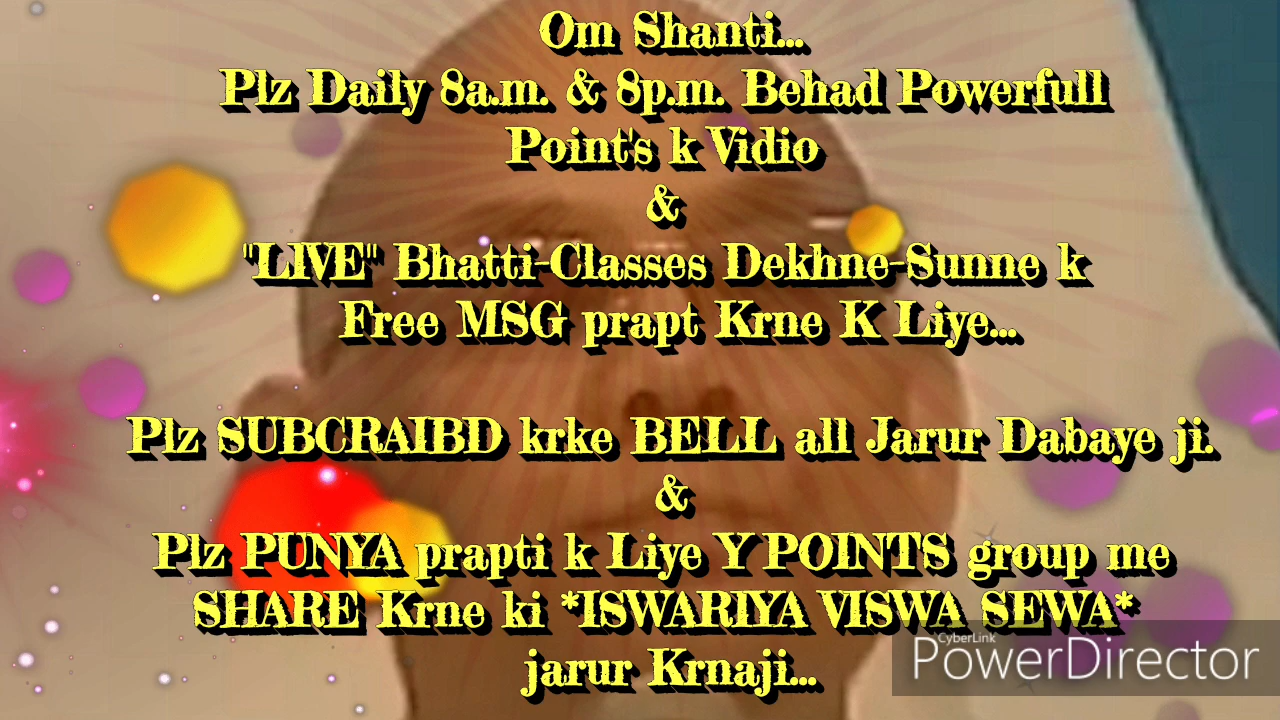 Om Shanti...
Plz Daily 8a.m. & 8p.m. Behad Powerfull
Point's k Vidio
&
"LIVE" Bhatti-Classes Dekhne-Sunne k
Free MSG prapt Krne K Liye...
Plz SUBCRAIBD krke BELL all Jarur Dabaye ji.
&
Plz PUNYA prapti k Liye Y POINTS group me
SHARE Krne ki *ISWARIYA VISWA SEWA*
jarur Krnaji...
CyberLink
PowerDirector